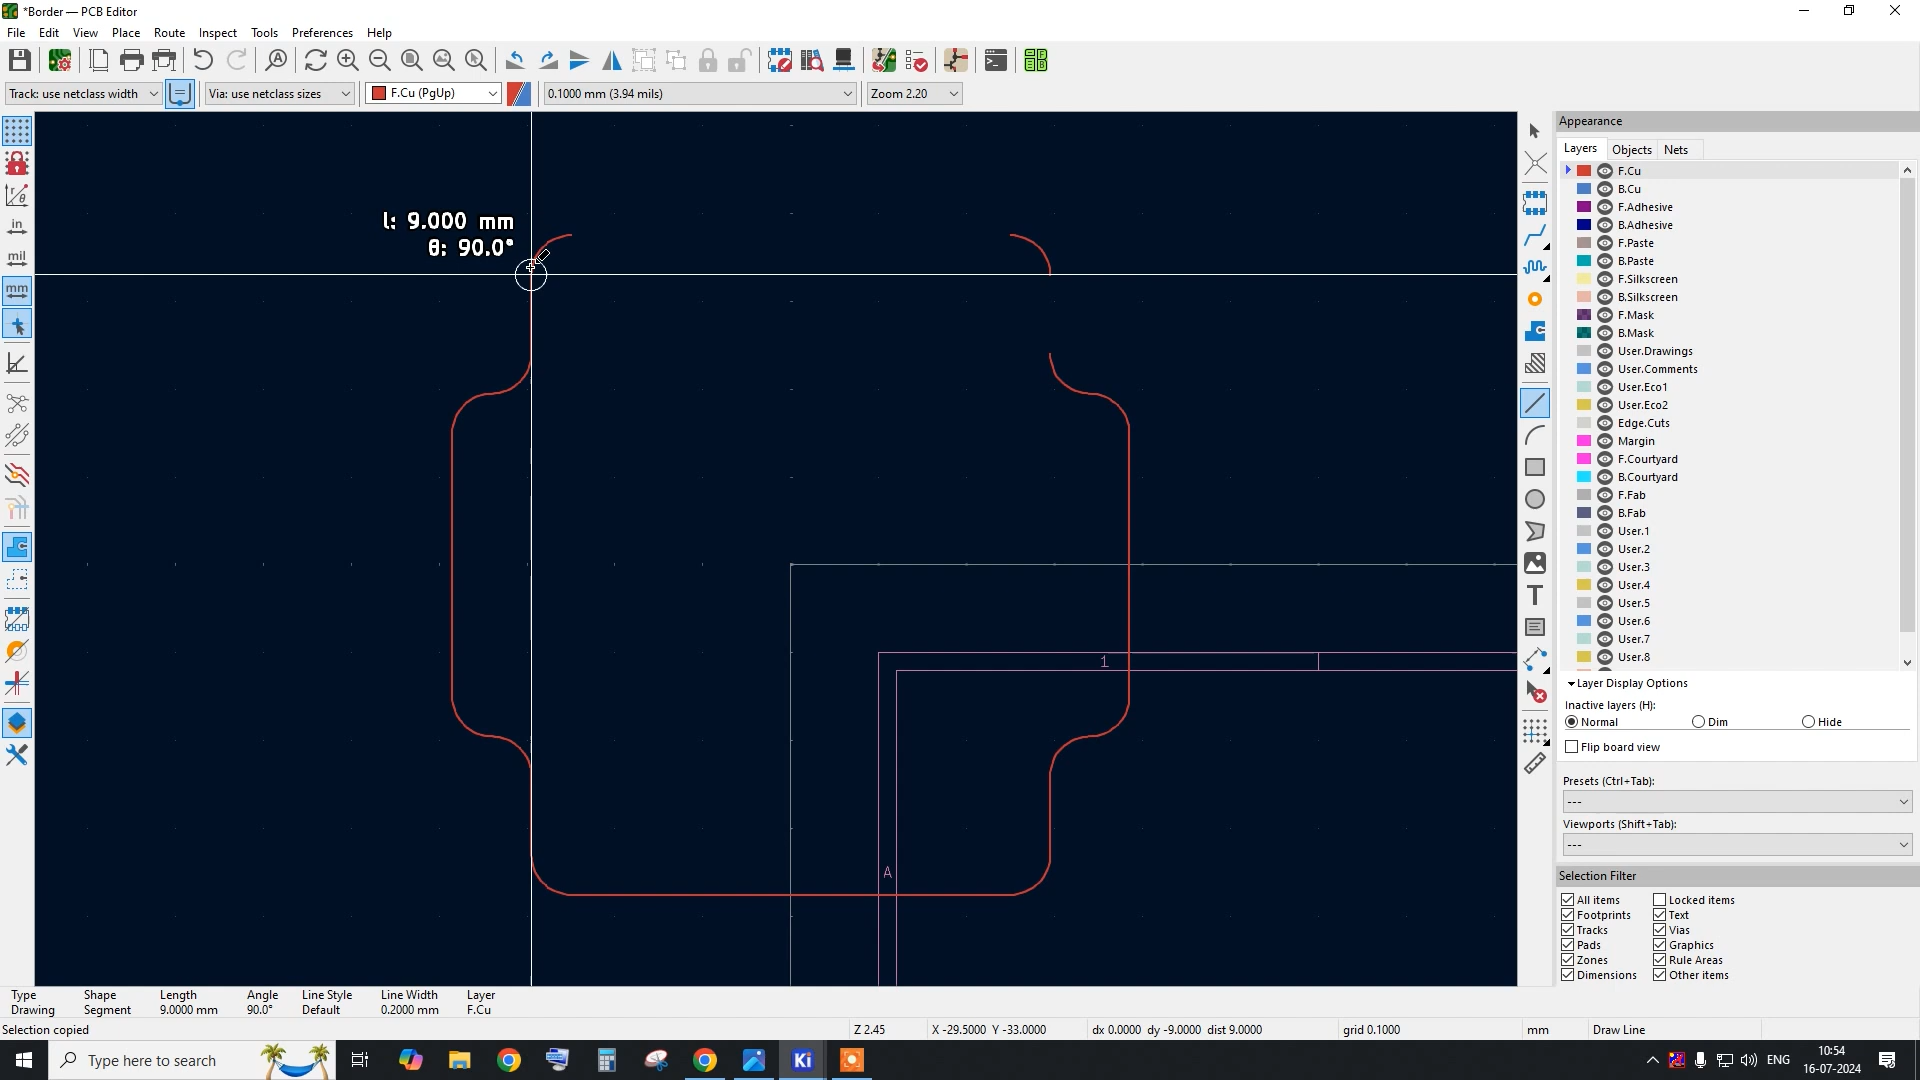 *Border — PCB Editor
File Edit View Place Route Inspect Tools Preferences Help
Track: use netclass width
Via: use netclass sizes
F.Cu (PgUp)
0.1000 mm (3.94 mils)
Zoom 2.20
in
mil
mm
l: 9.000 mm
θ: 90.0°
1
A
Appearance
Layers Objects Nets
F.Cu
B.Cu
F.Adhesive
B.Adhesive
F.Paste
B.Paste
F.Silkscreen
B.Silkscreen
F.Mask
B.Mask
User.Drawings
User.Comments
User.Eco1
User.Eco2
Edge.Cuts
Margin
F.Courtyard
B.Courtyard
F.Fab
B.Fab
User.1
User.2
User.3
User.4
User.5
User.6
User.7
User.8
Layer Display Options
Inactive layers (H):
Normal Dim Hide
Flip board view
Presets (Ctrl+Tab):
---
Viewports (Shift+Tab):
---
Selection Filter
All items Locked items
Footprints Text
Tracks Vias
Pads Graphics
Zones Rule Areas
Dimensions Other items
Type Shape Length Angle Line Style Line Width Layer
Drawing Segment 9.0000 mm 90.0° Default 0.2000 mm F.Cu
Selection copied Z 2.45 X -29.5000 Y -33.0000 dx 0.0000 dy -9.0000 dist 9.0000 grid 0.1000 mm Draw Line
Type here to search
Ki
ENG
10:54
16-07-2024